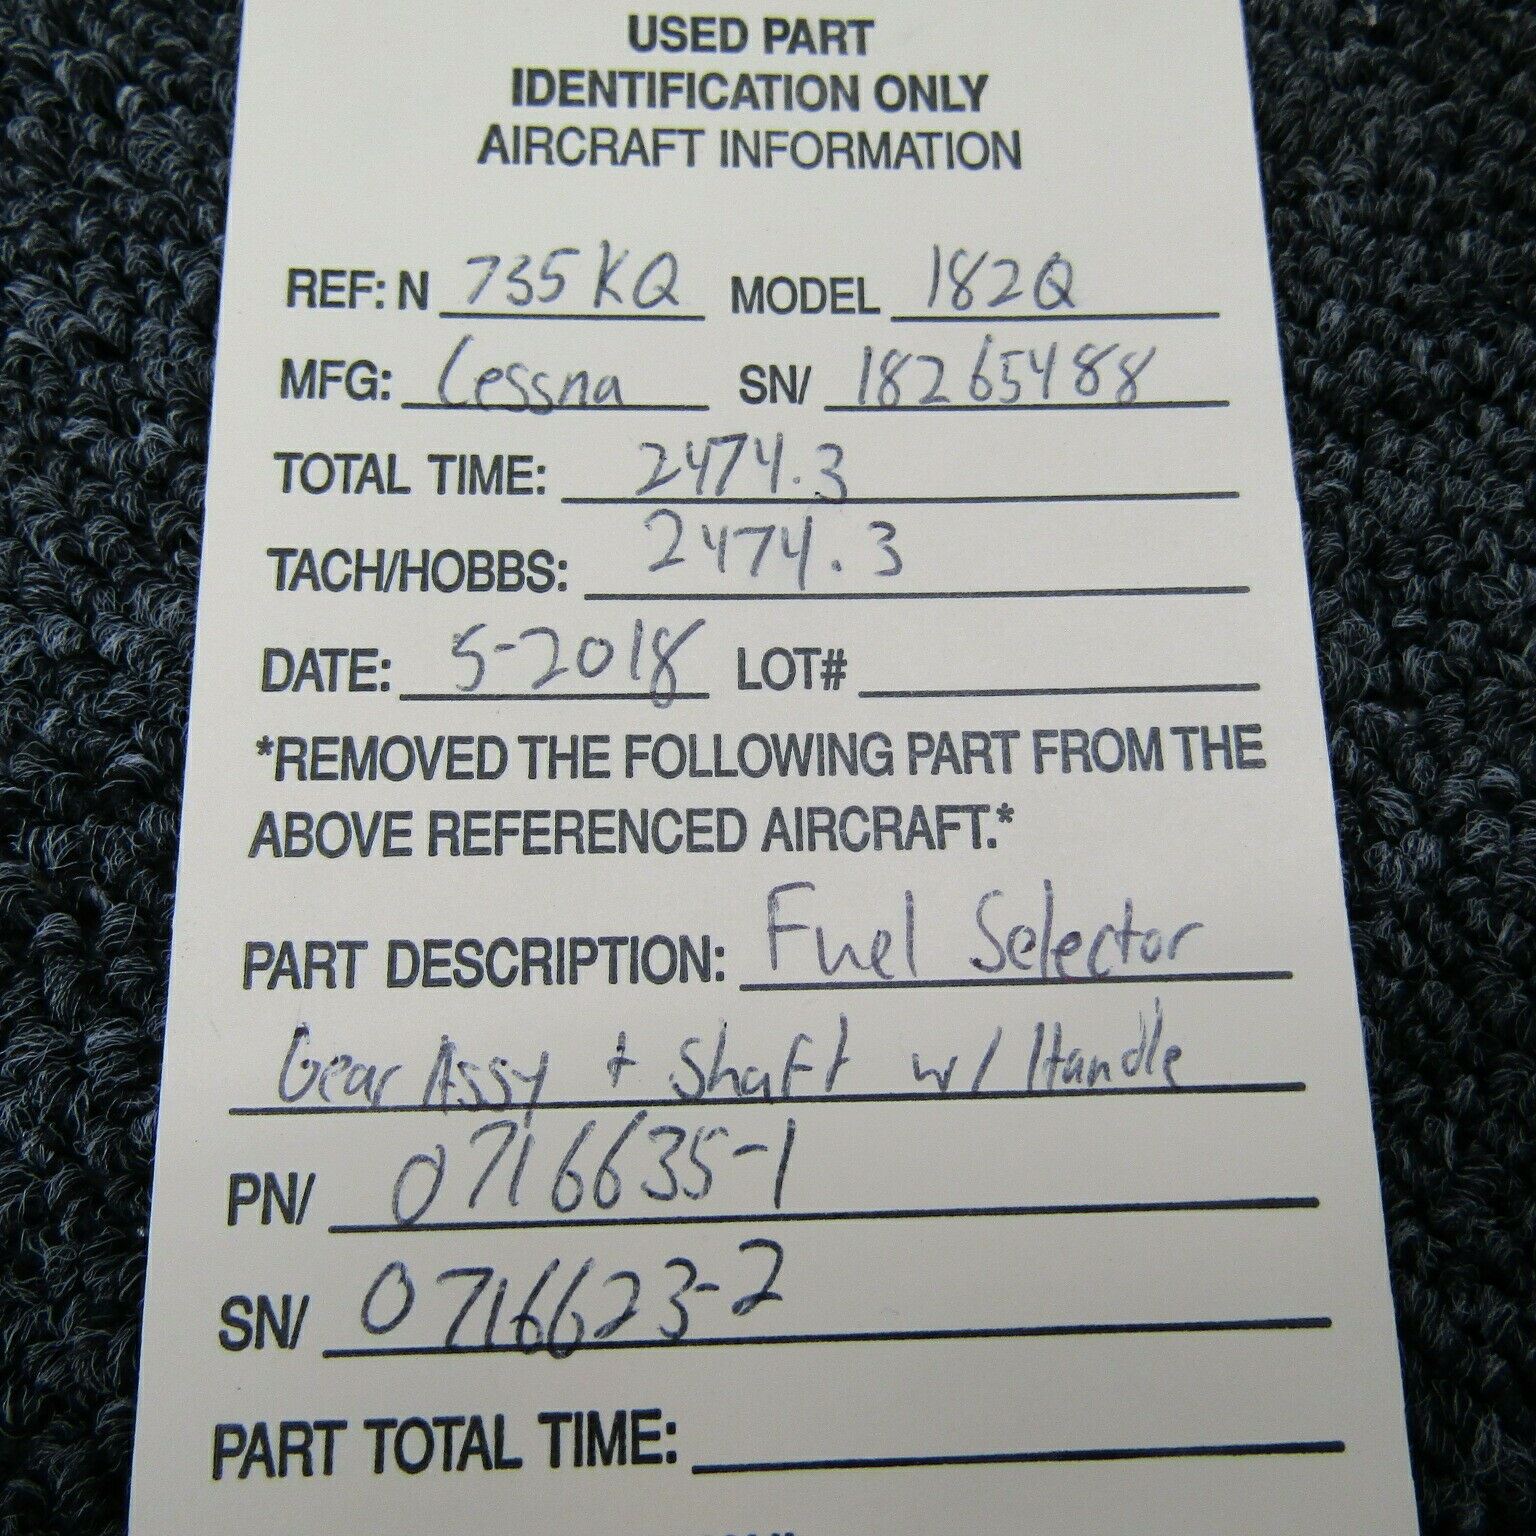 USED PART
IDENTIFICATION ONLY
AIRCRAFT INFORMATION
REF: N 735KQ MODEL 182Q
MFG: Cessna SN/ 18265488
TOTAL TIME: 2474.3
TACH/HOBBS: 2474.3
DATE: 5-2018 LOT#
*REMOVED THE FOLLOWING PART FROM THE
ABOVE REFERENCED AIRCRAFT.*
PART DESCRIPTION: Fuel Selector
Gear Assy + Shaft w/ Handle
PN/ 0716635-1
SN/ 0716623-2
PART TOTAL TIME: